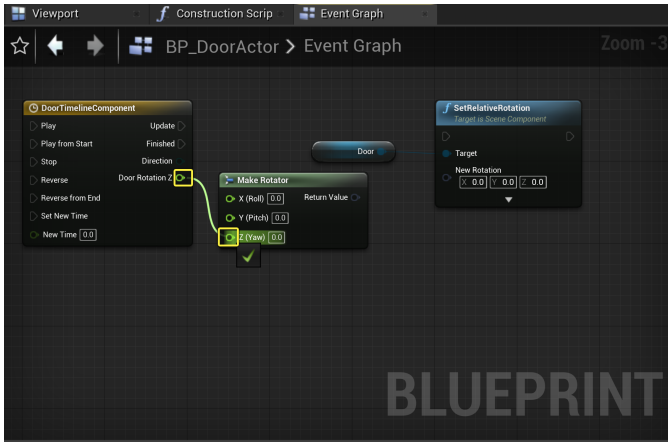 Viewport
Construction Scrip
Event Graph
BP_DoorActor > Event Graph
Zoom -3
DoorTimelineComponent
Play
Update
Play from Start
Finished
Stop
Direction
Reverse
Door Rotation Z
Reverse from End
Set New Time
New Time 0.0
Make Rotator
X (Roll) 0.0
Return Value
Y (Pitch) 0.0
Z (Yaw) 0.0
Door
SetRelativeRotation
Target is Scene Component
Target
New Rotation
X 0.0 Y 0.0 Z 0.0
BLUEPRINT